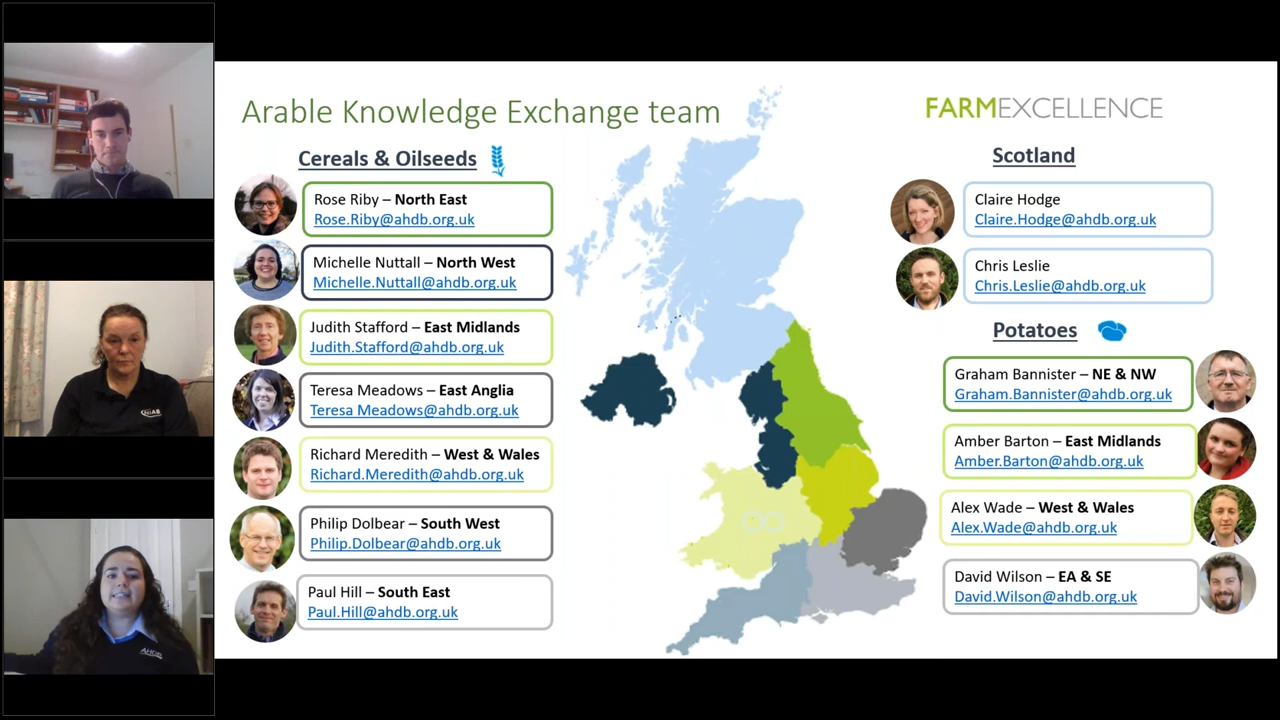 Arable Knowledge Exchange team
FARMEXCELLENCE
Cereals & Oilseeds
Rose Riby – North East
Rose.Riby@ahdb.org.uk
Michelle Nuttall – North West
Michelle.Nuttall@ahdb.org.uk
Judith Stafford – East Midlands
Judith.Stafford@ahdb.org.uk
Teresa Meadows – East Anglia
Teresa Meadows@ahdb.org.uk
Richard Meredith – West & Wales
Richard.Meredith@ahdb.org.uk
Philip Dolbear – South West
Philip.Dolbear@ahdb.org.uk
Paul Hill – South East
Paul.Hill@ahdb.org.uk
Scotland
Claire Hodge
Claire.Hodge@ahdb.org.uk
Chris Leslie
Chris.Leslie@ahdb.org.uk
Potatoes
Graham Bannister – NE & NW
Graham.Bannister@ahdb.org.uk
Amber Barton – East Midlands
Amber.Barton@ahdb.org.uk
Alex Wade – West & Wales
Alex.Wade@ahdb.org.uk
David Wilson – EA & SE
David.Wilson@ahdb.org.uk
NIAB
AHDB